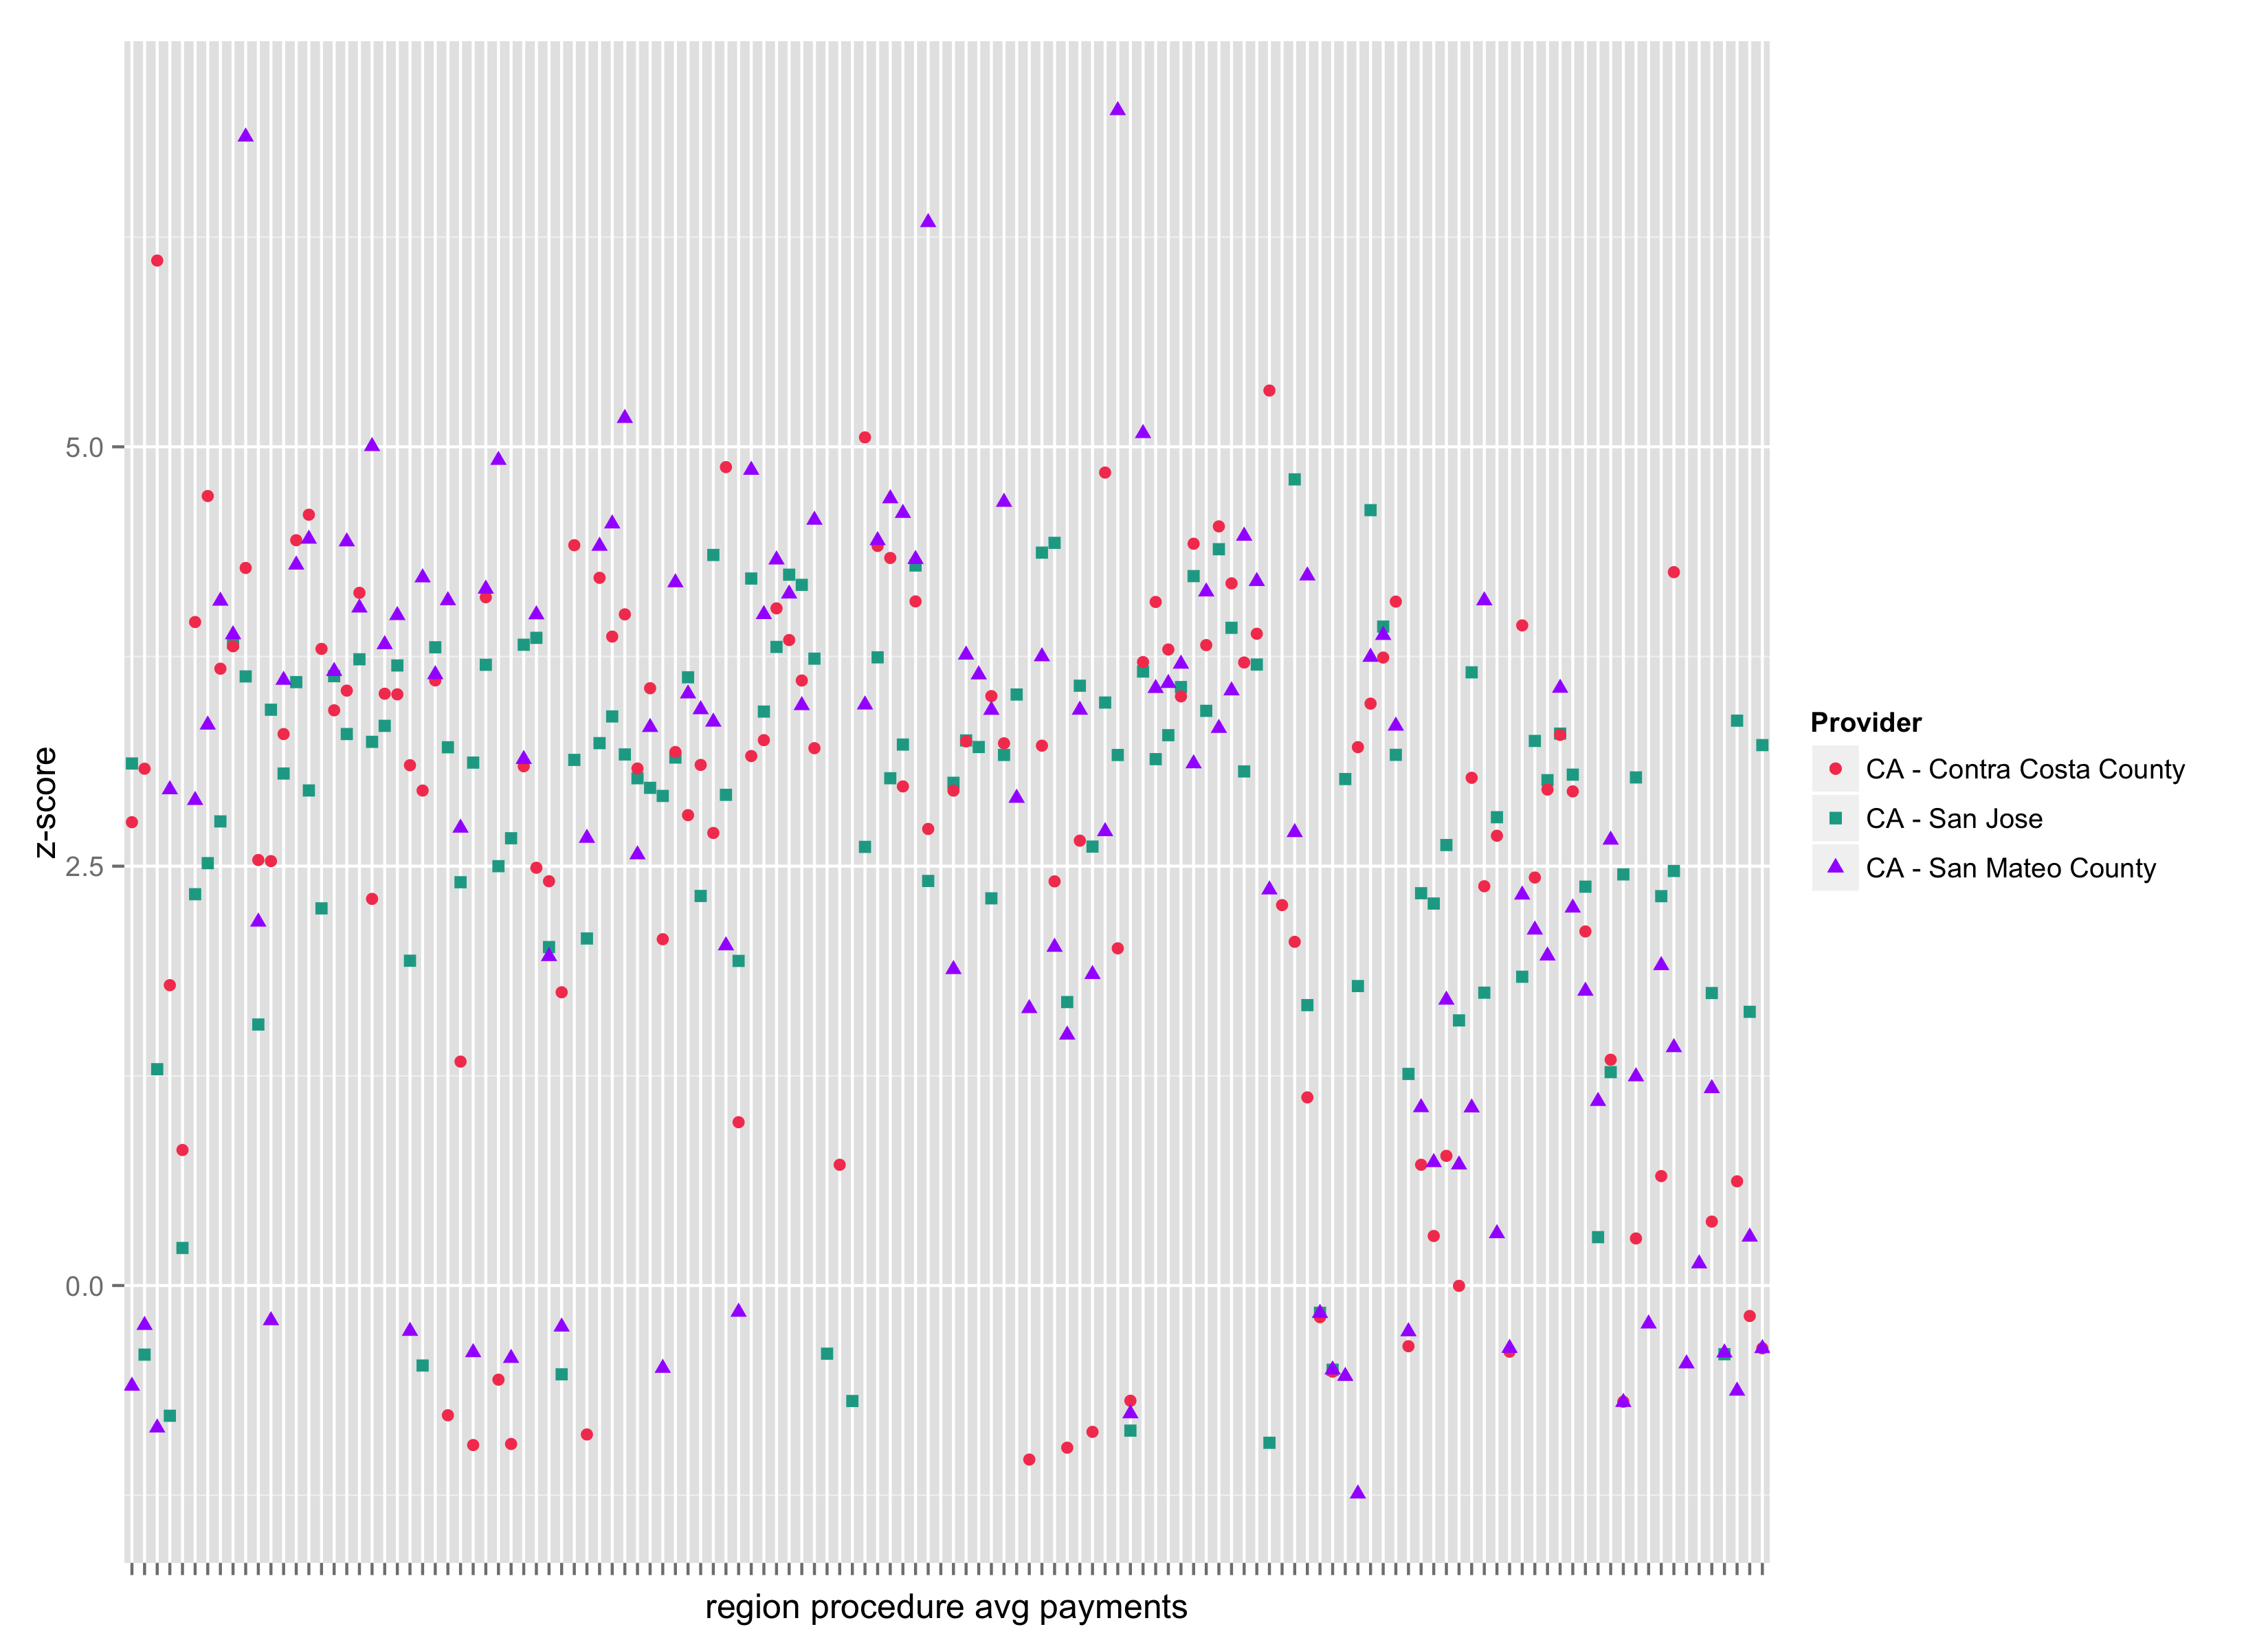 z-score
5.0
2.5
0.0
region procedure avg payments
Provider
CA - Contra Costa County
CA - San Jose
CA - San Mateo County